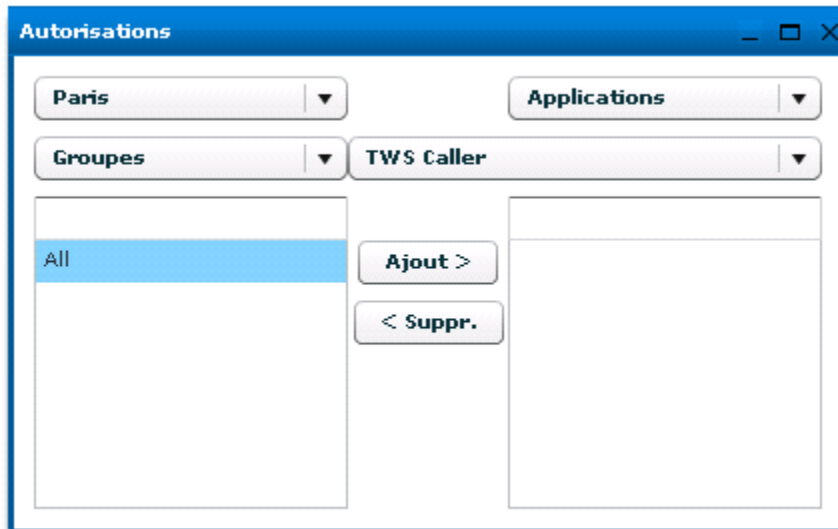 Autorisations
Paris
Applications
Groupes
TWS Caller
All
Ajout >
< Suppr.